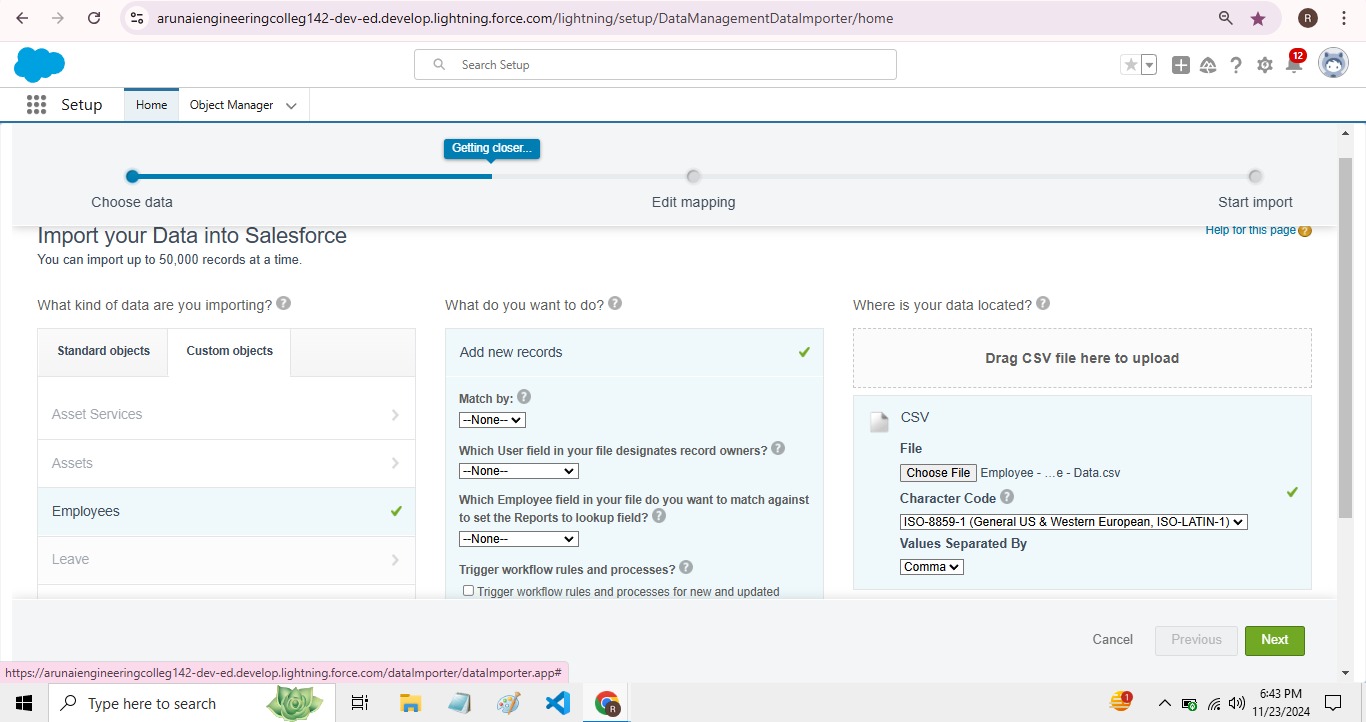 arunaiengineeringcolleg142-dev-ed.develop.lightning.force.com/lightning/setup/DataManagementDataImporter/home
R
Search Setup
12
Setup
Home
Object Manager
Getting closer...
Choose data
Edit mapping
Start import
Import your Data into Salesforce
Help for this page ?
You can import up to 50,000 records at a time.
What kind of data are you importing? ?
Standard objects
Custom objects
Asset Services
Assets
Employees
Leave
What do you want to do? ?
Add new records
Match by: ?
--None--
Which User field in your file designates record owners? ?
--None--
Which Employee field in your file do you want to match against
to set the Reports to lookup field? ?
--None--
Trigger workflow rules and processes? ?
Trigger workflow rules and processes for new and updated
Where is your data located? ?
Drag CSV file here to upload
CSV
File
Choose File Employee - ...e - Data.csv
Character Code ?
ISO-8859-1 (General US & Western European, ISO-LATIN-1)
Values Separated By
Comma
Cancel
Previous
Next
https://arunaiengineeringcolleg142-dev-ed.develop.lightning.force.com/dataImporter/dataImporter.app#
Type here to search
R
1
6:43 PM
11/23/2024